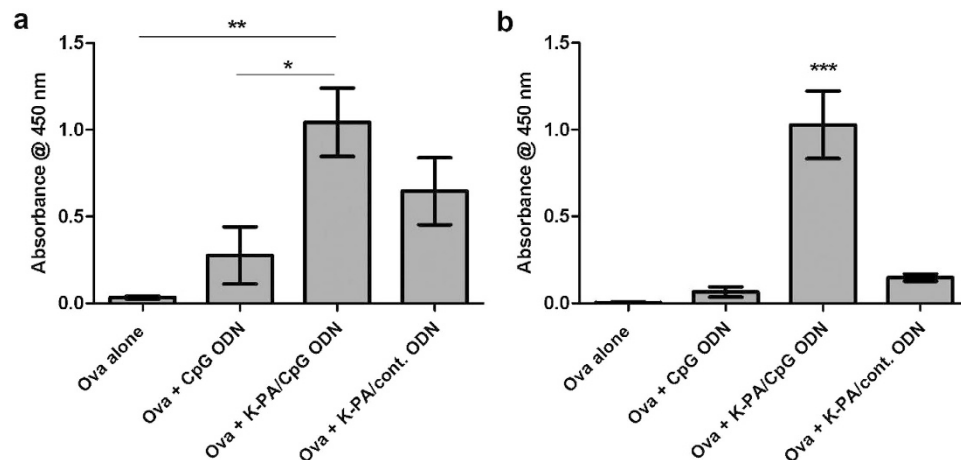 a
**
*
1.5
1.0
0.5
0.0
Absorbance @ 450 nm
Ova alone
Ova + CpG ODN
Ova + K-PA/CpG ODN
Ova + K-PA/cont. ODN
b
***
1.5
1.0
0.5
0.0
Absorbance @ 450 nm
Ova alone
Ova + CpG ODN
Ova + K-PA/CpG ODN
Ova + K-PA/cont. ODN